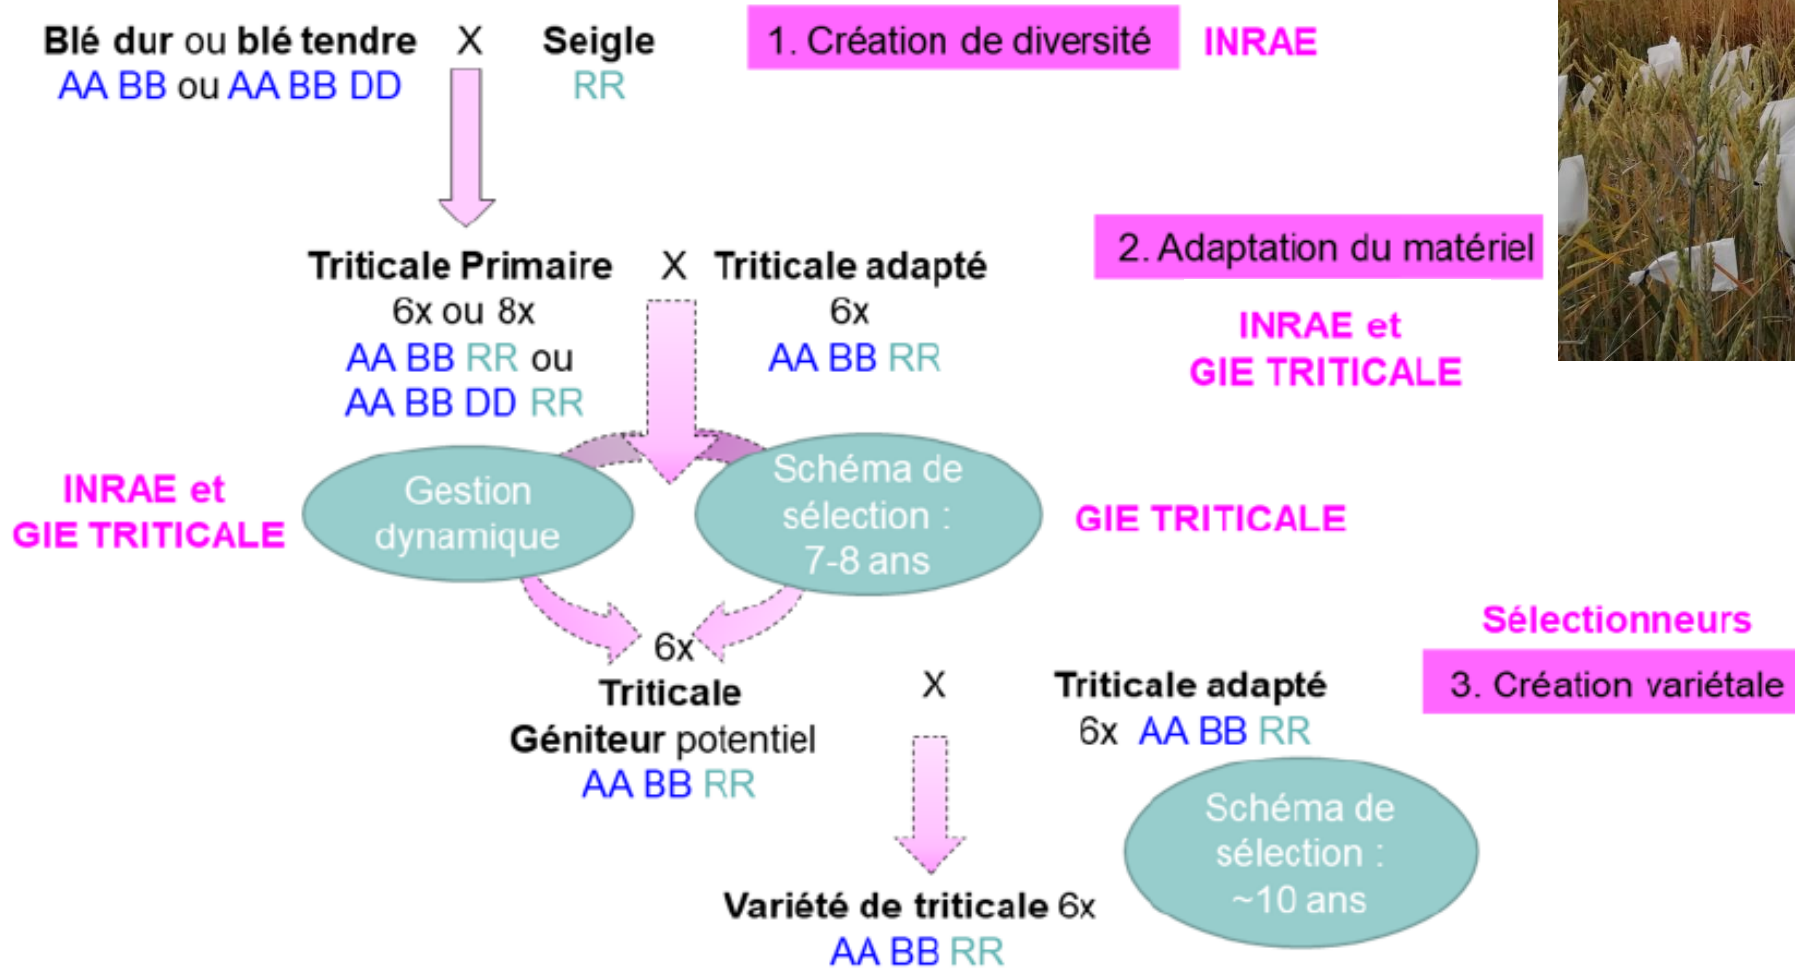 Blé dur ou blé tendre X Seigle
AA BB ou AA BB DD RR
1. Création de diversité INRAE
Triticale Primaire X Triticale adapté
6x ou 8x 6x
AA BB RR ou AA BB RR
AA BB DD RR
2. Adaptation du matériel
INRAE et
GIE TRITICALE
INRAE et
GIE TRITICALE
Gestion
dynamique
Schéma de
sélection :
7-8 ans
GIE TRITICALE
6x
Triticale
Géniteur potentiel
AA BB RR
X
Triticale adapté
6x AA BB RR
Sélectionneurs
3. Création variétale
Schéma de
sélection :
~10 ans
Variété de triticale 6x
AA BB RR